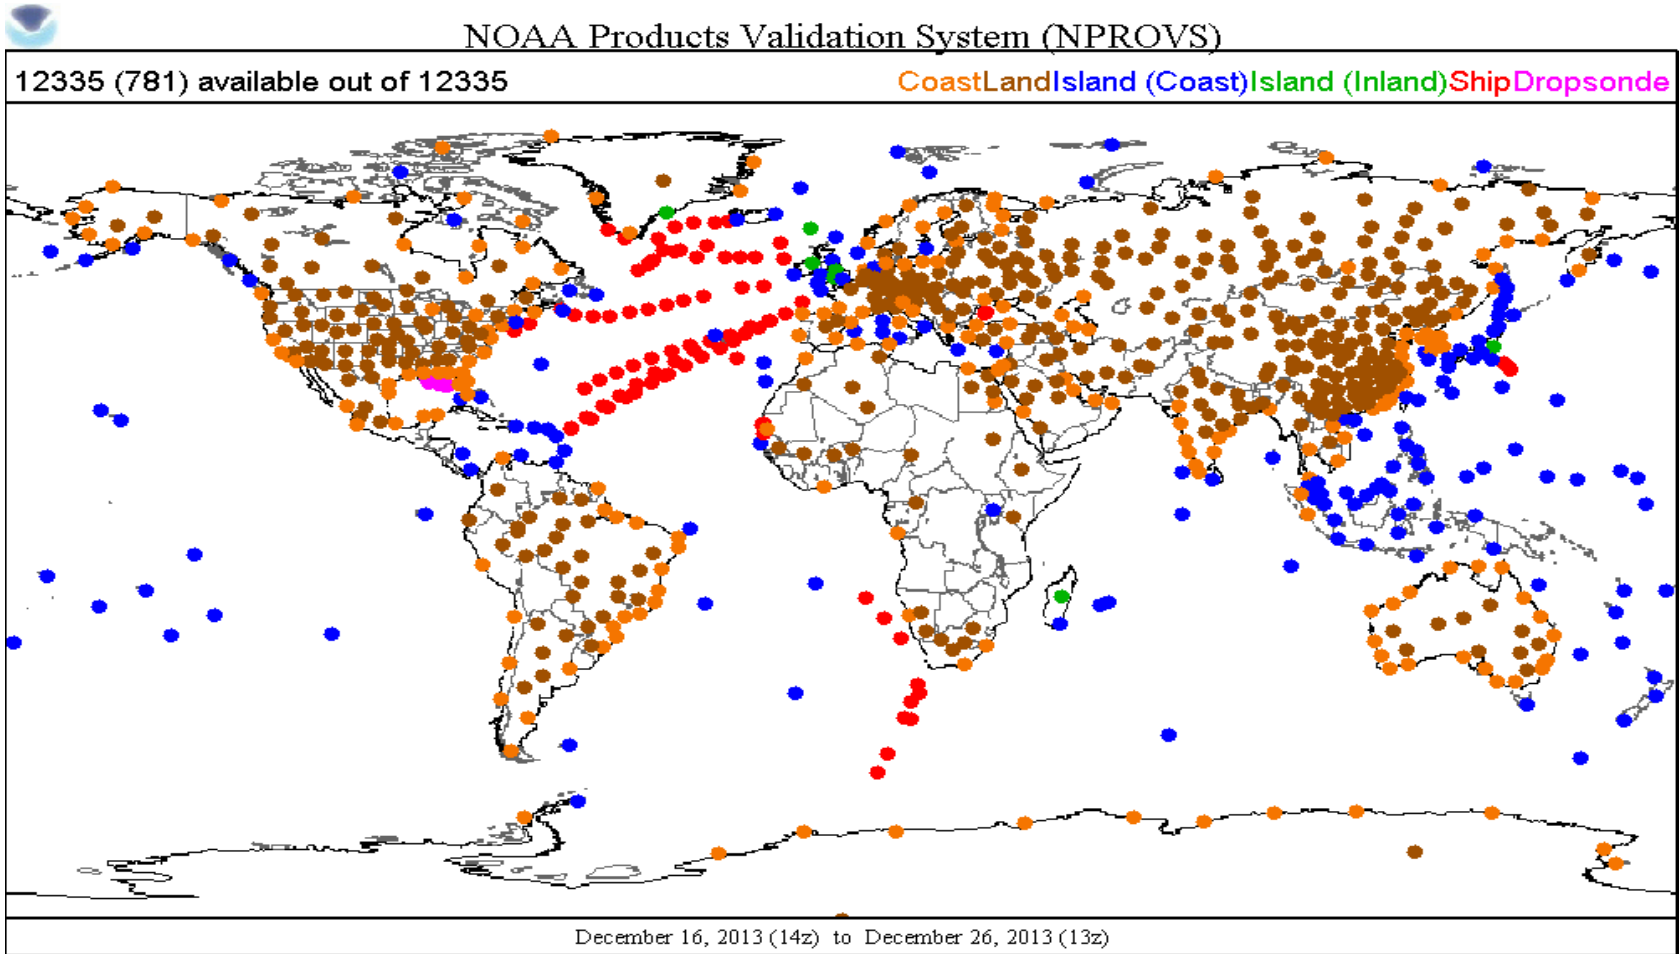 NOAA Products Validation System (NPROVS)
12335 (781) available out of 12335 CoastLandIsland (Coast)Island (Inland)ShipDropsonde
December 16, 2013 (14z) to December 26, 2013 (13z)